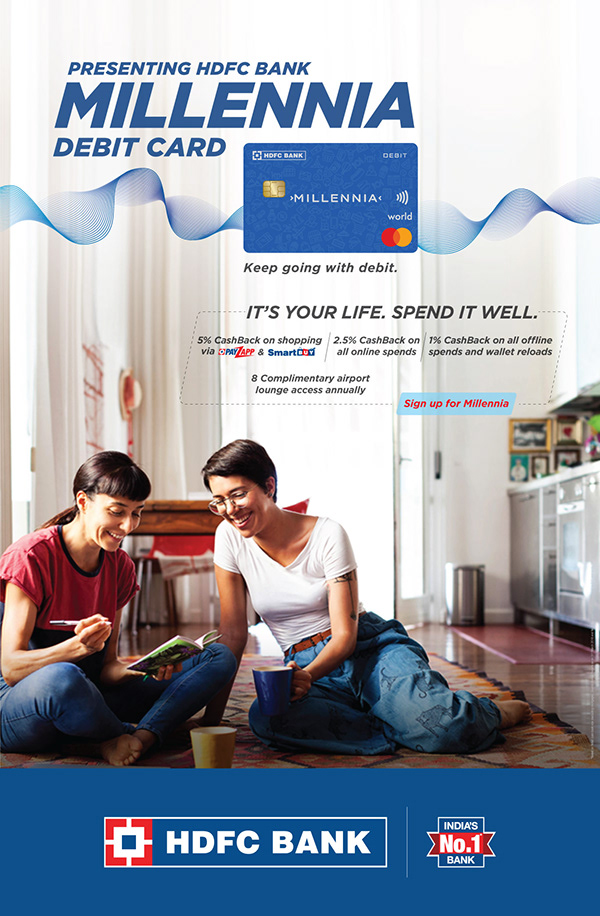 PRESENTING HDFC BANK
MILLENNIA
DEBIT CARD
HDFC BANK
DEBIT
›MILLENNIA‹
world
Keep going with debit.
IT'S YOUR LIFE. SPEND IT WELL.
5% CashBack on shopping
via PAYZAPP & SmartBUY
2.5% CashBack on
all online spends
1% CashBack on all offline
spends and wallet reloads
8 Complimentary airport
lounge access annually
Sign up for Millennia
HDFC BANK
INDIA'S
No.1
BANK